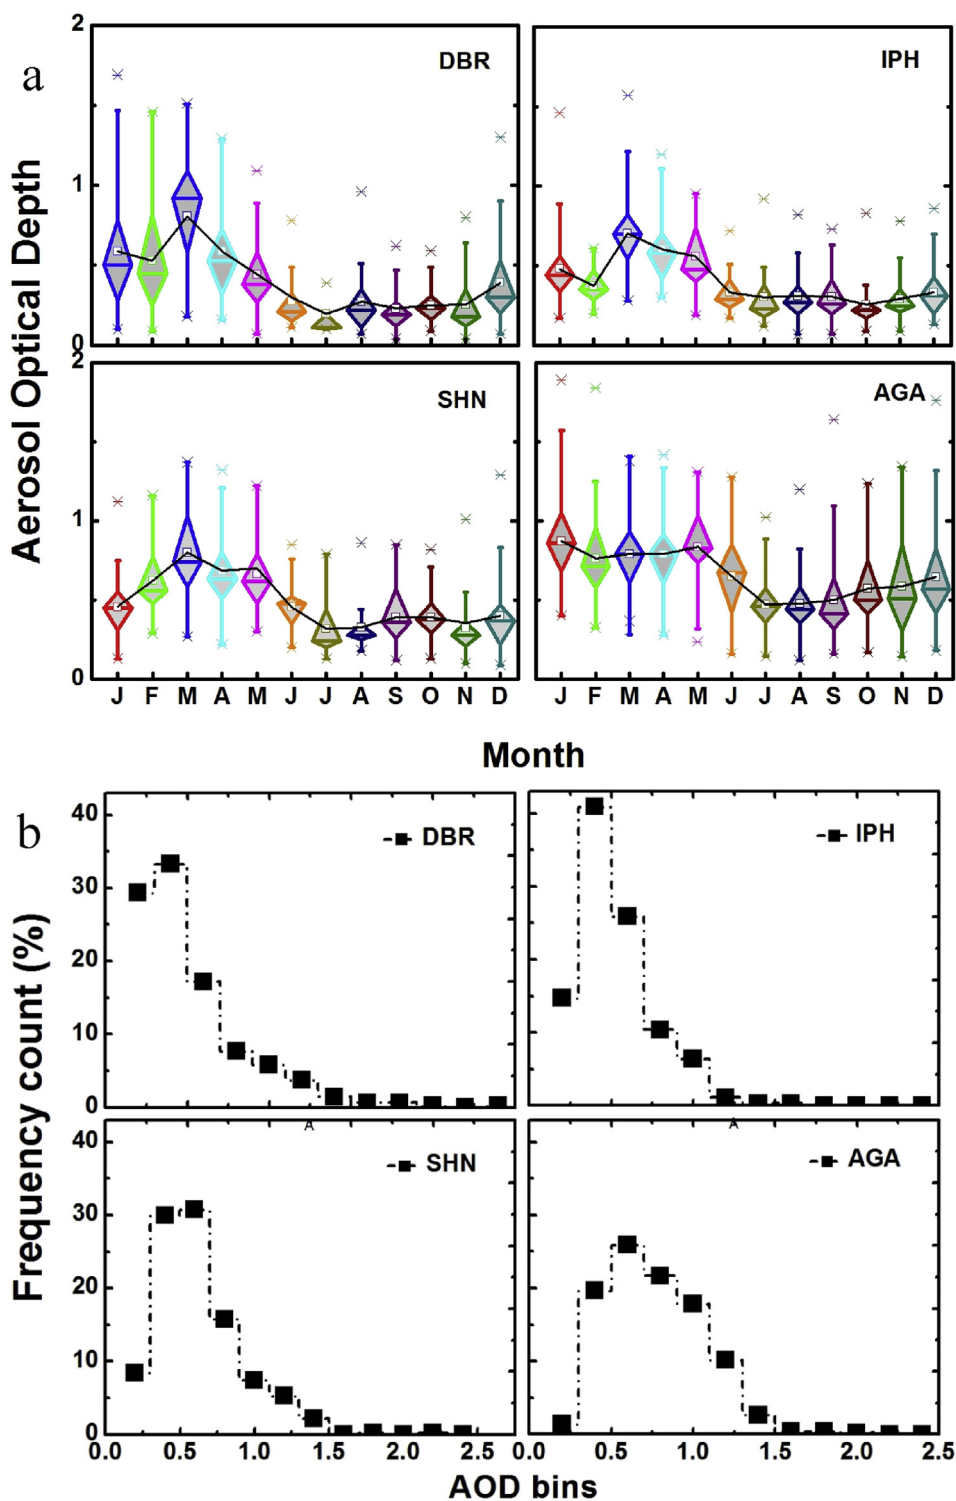 a
Aerosol Optical Depth
2
1
0
DBR
IPH
2
1
0
SHN
AGA
J F M A M J J A S O N D
J F M A M J J A S O N D
Month
b
Frequency count (%)
40
30
20
10
0
DBR
IPH
40
30
20
10
0
A
SHN
A
AGA
0.0 0.5 1.0 1.5 2.0 2.5
0.0 0.5 1.0 1.5 2.0 2.5
AOD bins